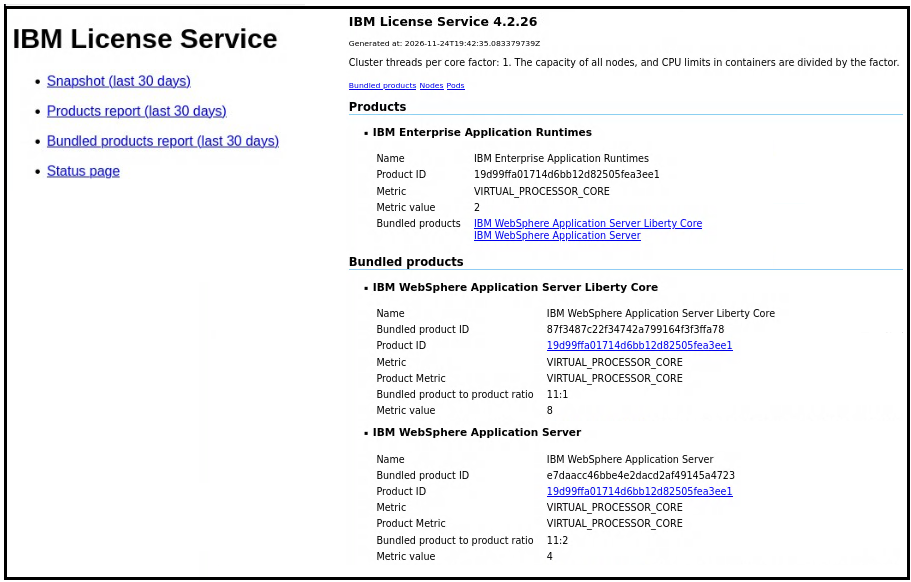 IBM License Service
• Snapshot (last 30 days)
• Products report (last 30 days)
• Bundled products report (last 30 days)
• Status page
IBM License Service 4.2.26
Generated at: 2026-11-24T19:42:35.083379739Z
Cluster threads per core factor: 1. The capacity of all nodes, and CPU limits in containers are divided by the factor.
Bundled products Nodes Pods
Products
▪ IBM Enterprise Application Runtimes
Name IBM Enterprise Application Runtimes
Product ID 19d99ffa01714d6bb12d82505fea3ee1
Metric VIRTUAL_PROCESSOR_CORE
Metric value 2
Bundled products IBM WebSphere Application Server Liberty Core
IBM WebSphere Application Server
Bundled products
▪ IBM WebSphere Application Server Liberty Core
Name IBM WebSphere Application Server Liberty Core
Bundled product ID 87f3487c22f34742a799164f3f3ffa78
Product ID 19d99ffa01714d6bb12d82505fea3ee1
Metric VIRTUAL_PROCESSOR_CORE
Product Metric VIRTUAL_PROCESSOR_CORE
Bundled product to product ratio 11:1
Metric value 8
▪ IBM WebSphere Application Server
Name IBM WebSphere Application Server
Bundled product ID e7daacc46bbe4e2dacd2af49145a4723
Product ID 19d99ffa01714d6bb12d82505fea3ee1
Metric VIRTUAL_PROCESSOR_CORE
Product Metric VIRTUAL_PROCESSOR_CORE
Bundled product to product ratio 11:2
Metric value 4